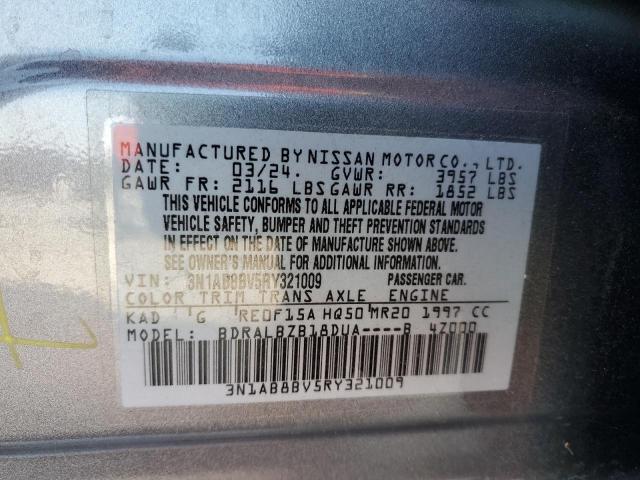 MANUFACTURED BY NISSAN MOTOR CO., LTD.
DATE: 03/24. GVWR: 3957 LBS
GAWR FR: 2116 LBS GAWR RR: 1852 LBS
THIS VEHICLE CONFORMS TO ALL APPLICABLE FEDERAL MOTOR
VEHICLE SAFETY, BUMPER AND THEFT PREVENTION STANDARDS
IN EFFECT ON THE DATE OF MANUFACTURE SHOWN ABOVE.
SEE OWNER'S MANUAL FOR ADDITIONAL INFORMATION.
VIN: 3N1AB8BV5RY321009 PASSENGER CAR.
COLOR TRIM TRANS AXLE ENGINE
KAD G RE0F15A HQ50 MR20 1997 CC
MODEL: BDRALBZB18DUA----B 4Z000
3N1AB8BV5RY321009